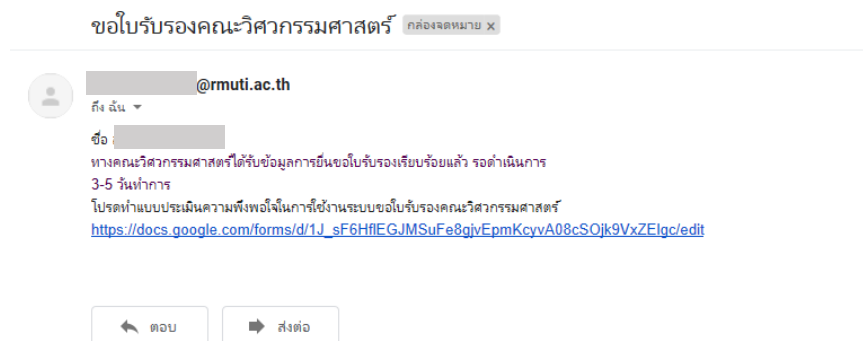 ขอใบรับรองคณะวิศวกรรมศาสตร์ กล่องจดหมาย x
@rmuti.ac.th
ถึง ฉัน
ชื่อ
ทางคณะวิศวกรรมศาสตร์ได้รับข้อมูลการยื่นขอใบรับรองเรียบร้อยแล้ว รอดำเนินการ
3-5 วันทำการ
โปรดทำแบบประเมินความพึงพอใจในการใช้งานระบบขอใบรับรองคณะวิศวกรรมศาสตร์
https://docs.google.com/forms/d/1J_sF6HflEGJMSuFe8gjvEpmKcyvA08cSOjk9VxZEIgc/edit
ตอบ
ส่งต่อ